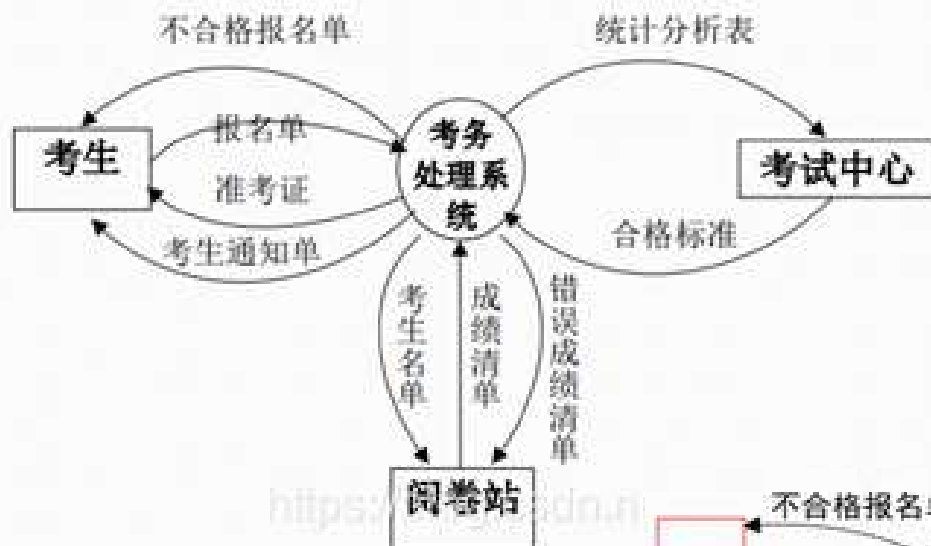 不合格报名单
统计分析表
考生
报名单
考务
处理系
统
考试中心
准考证
合格标准
考生通知单
考生名单
成绩清单
错误成绩清单
阅卷站
不合格报名